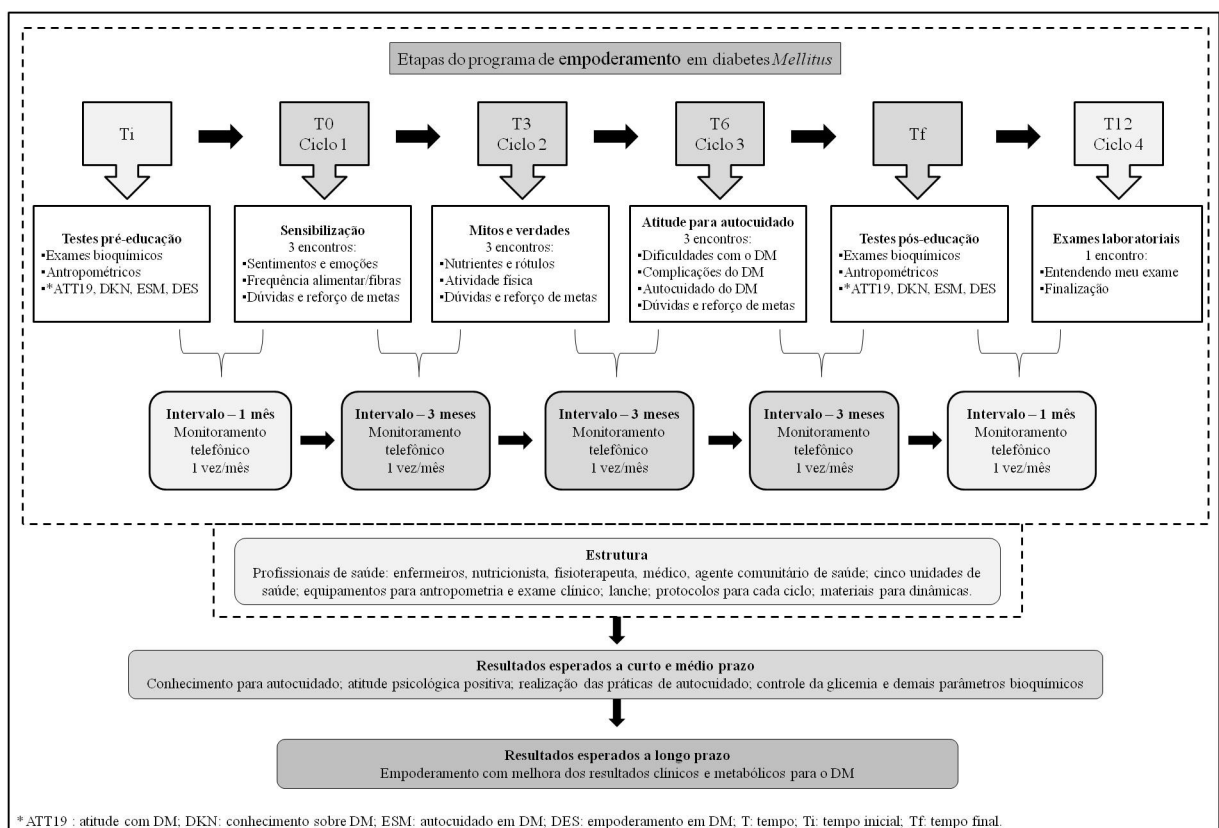 Etapas do programa de empoderamento em diabetes Mellitus
Ti
T0
Ciclo 1
T3
Ciclo 2
T6
Ciclo 3
Tf
T12
Ciclo 4
Testes pré-educação
▪Exames bioquímicos
▪Antropométricos
▪*ATT19, DKN, ESM, DES
Sensibilização
3 encontros:
▪Sentimentos e emoções
▪Frequência alimentar/fibras
▪Dúvidas e reforço de metas
Mitos e verdades
3 encontros:
▪Nutrientes e rótulos
▪Atividade física
▪Dúvidas e reforço de metas
Atitude para autocuidado
3 encontros:
▪Dificuldades com o DM
▪Complicações do DM
▪Autocuidado do DM
▪Dúvidas e reforço de metas
Testes pós-educação
▪Exames bioquímicos
▪Antropométricos
▪*ATT19, DKN, ESM, DES
Exames laboratoriais
1 encontro:
▪Entendendo meu exame
▪Finalização
Intervalo – 1 mês
Monitoramento
telefônico
1 vez/mês
Intervalo – 3 meses
Monitoramento
telefônico
1 vez/mês
Intervalo – 3 meses
Monitoramento
telefônico
1 vez/mês
Intervalo – 3 meses
Monitoramento
telefônico
1 vez/mês
Intervalo – 1 mês
Monitoramento
telefônico
1 vez/mês
Estrutura
Profissionais de saúde: enfermeiros, nutricionista, fisioterapeuta, médico, agente comunitário de saúde; cinco unidades de
saúde; equipamentos para antropometria e exame clínico; lanche; protocolos para cada ciclo; materiais para dinâmicas.
Resultados esperados a curto e médio prazo
Conhecimento para autocuidado; atitude psicológica positiva; realização das práticas de autocuidado; controle da glicemia e demais parâmetros bioquímicos
Resultados esperados a longo prazo
Empoderamento com melhora dos resultados clínicos e metabólicos para o DM
* ATT19 : atitude com DM; DKN: conhecimento sobre DM; ESM: autocuidado em DM; DES: empoderamento em DM; T: tempo; Ti: tempo inicial; Tf: tempo final.